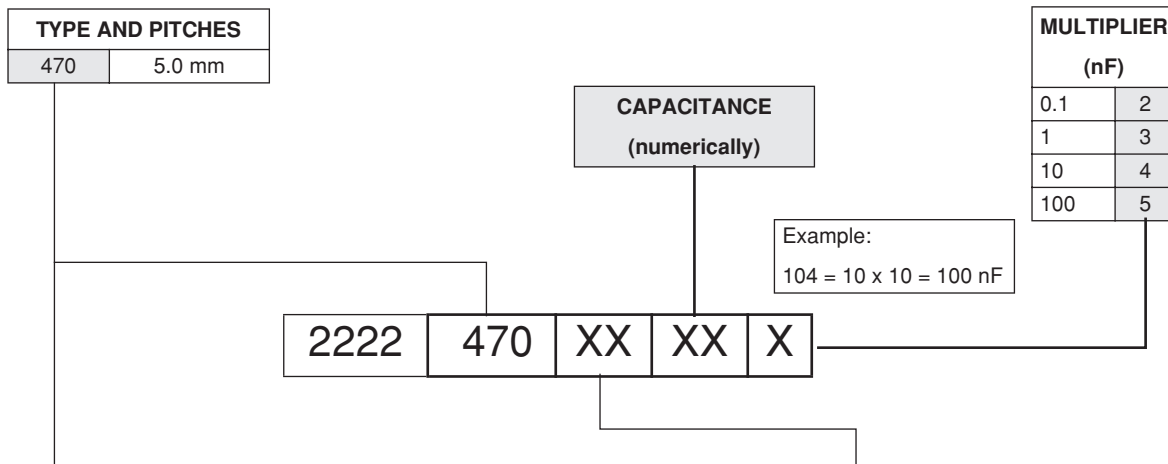 TYPE AND PITCHES
470 5.0 mm
CAPACITANCE
(numerically)
MULTIPLIER
(nF)
0.1 2
1 3
10 4
100 5
Example:
104 = 10 x 10 = 100 nF
2222 470 XX XX X